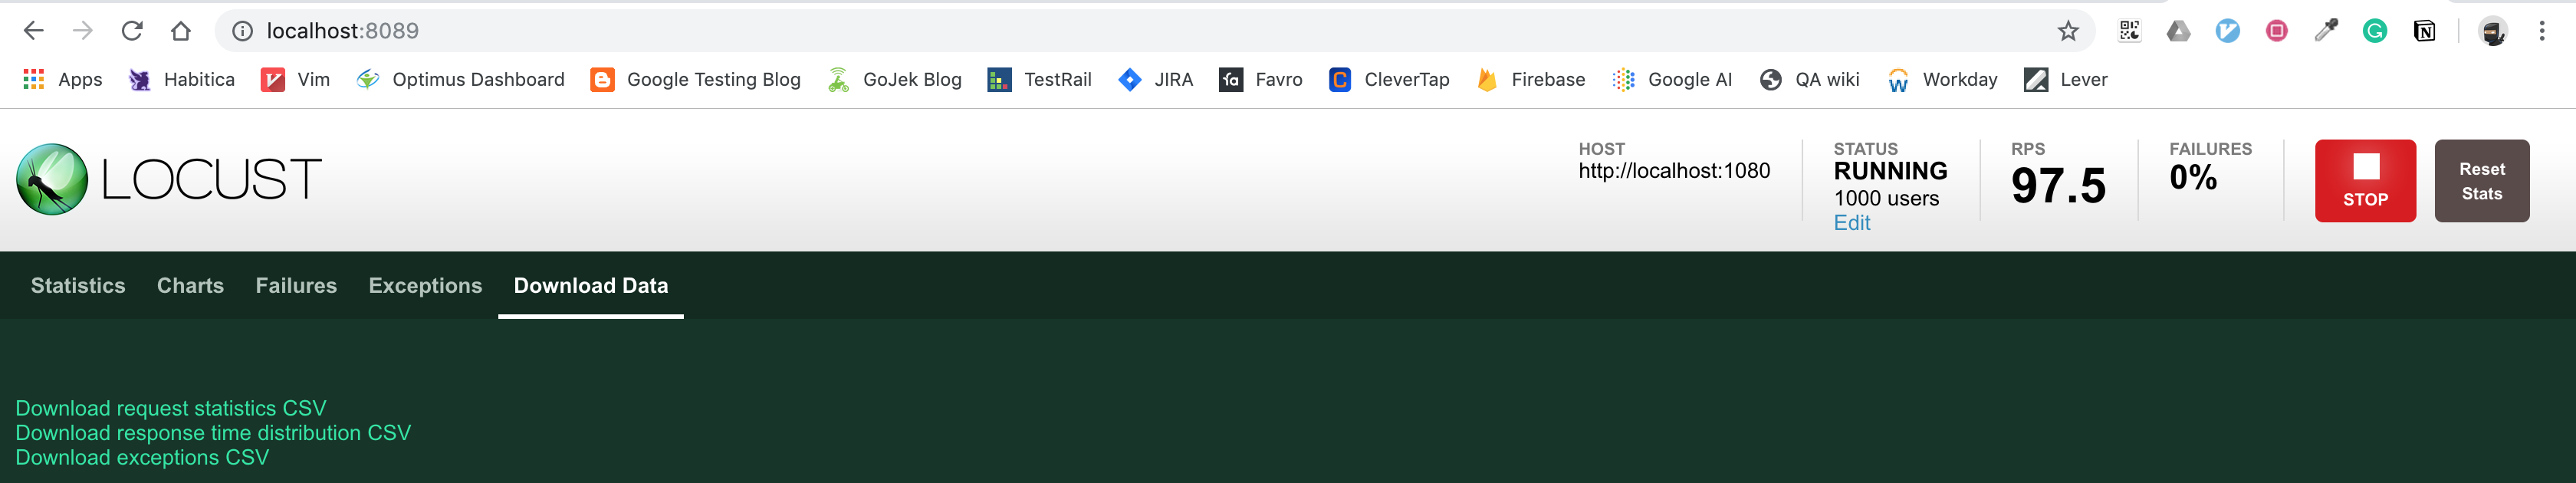 localhost:8089
Apps Habitica Vim Optimus Dashboard Google Testing Blog GoJek Blog TestRail JIRA Favro CleverTap Firebase Google AI QA wiki Workday Lever
LOCUST
HOST
http://localhost:1080
STATUS
RUNNING
1000 users
Edit
RPS
97.5
FAILURES
0%
STOP
Reset
Stats
Statistics Charts Failures Exceptions Download Data
Download request statistics CSV
Download response time distribution CSV
Download exceptions CSV